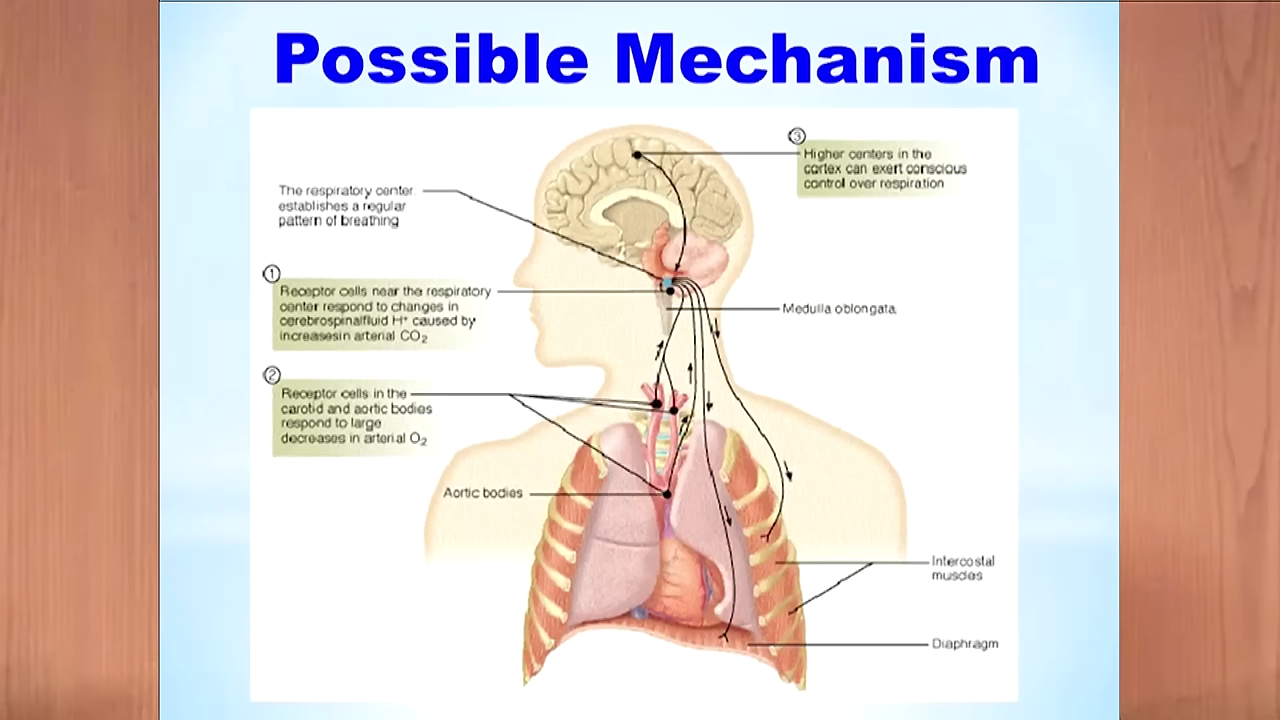 Possible Mechanism
③
Higher centers in the
cortex can exert conscious
control over respiration
The respiratory center
establishes a regular
pattern of breathing
①
Receptor cells near the respiratory
center respond to changes in
cerebrospinalfluid H⁺ caused by
increasesin arterial CO₂
Medulla oblongata
②
Receptor cells in the
carotid and aortic bodies
respond to large
decreases in arterial O₂
Aortic bodies
Intercostal
muscles
Diaphragm